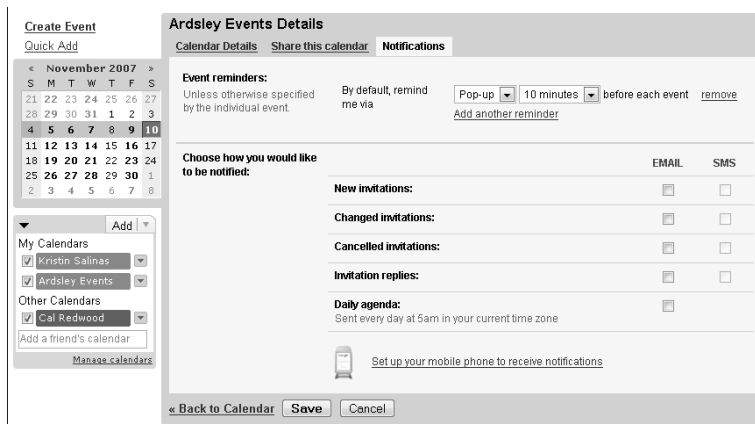 Create Event
Quick Add
« November 2007 »
S M T W T F S
21 22 23 24 25 26 27
28 29 30 31 1 2 3
4 5 6 7 8 9 10
11 12 13 14 15 16 17
18 19 20 21 22 23 24
25 26 27 28 29 30 1
2 3 4 5 6 7 8
Add
My Calendars
Kristin Salinas
Ardsley Events
Other Calendars
Cal Redwood
Add a friend's calendar
Manage calendars
Ardsley Events Details
Calendar Details Share this calendar Notifications
Event reminders:
Unless otherwise specified
by the individual event.
By default, remind
me via
Pop-up 10 minutes before each event remove
Add another reminder
Choose how you would like
to be notified:
EMAIL SMS
New invitations:
Changed invitations:
Cancelled invitations:
Invitation replies:
Daily agenda:
Sent every day at 5am in your current time zone
Set up your mobile phone to receive notifications
« Back to Calendar Save Cancel